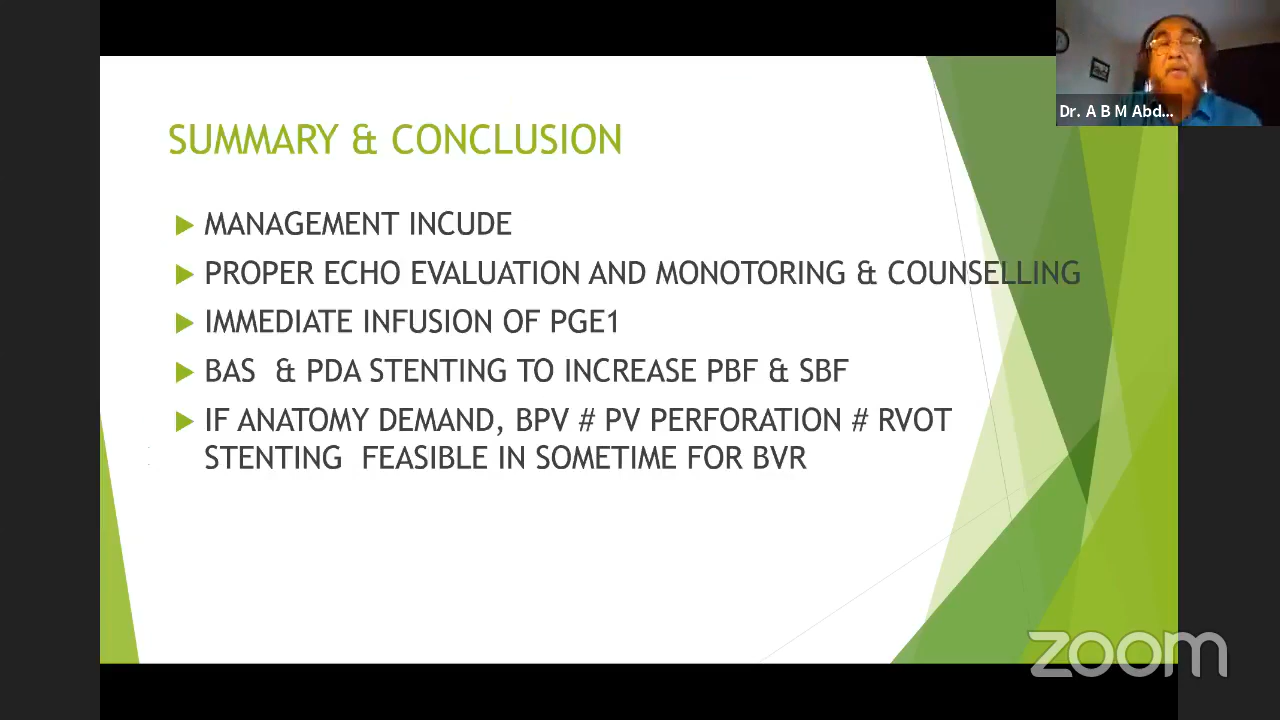 Dr. A B M Abd...
SUMMARY & CONCLUSION
MANAGEMENT INCUDE
PROPER ECHO EVALUATION AND MONOTORING & COUNSELLING
IMMEDIATE INFUSION OF PGE1
BAS & PDA STENTING TO INCREASE PBF & SBF
IF ANATOMY DEMAND, BPV # PV PERFORATION # RVOT
STENTING FEASIBLE IN SOMETIME FOR BVR
zoom